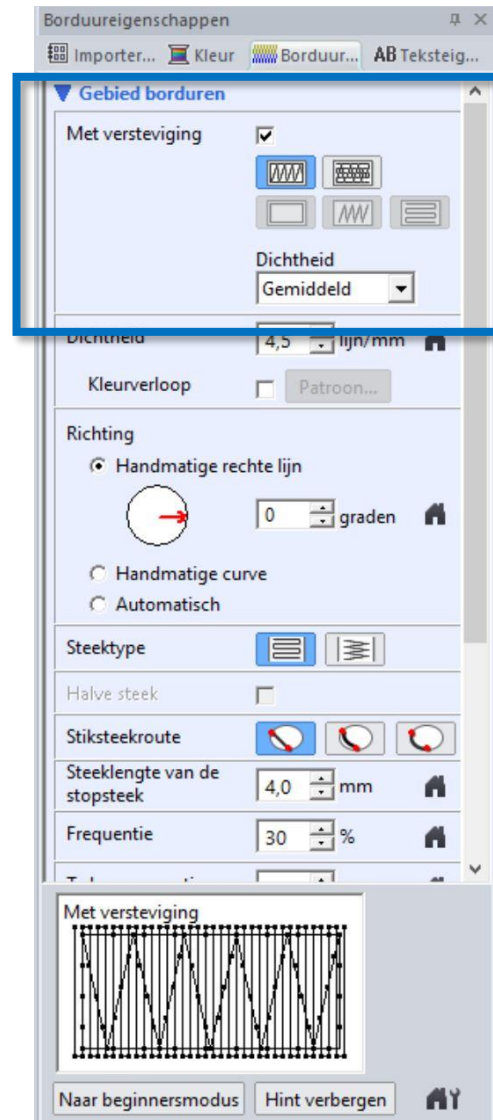 Borduureigenschappen
Importer... Kleur Borduur... AB Teksteig...
Gebied borduren
Met versteviging
Dichtheid
Gemiddeld
Dichtheid 4,5 lijn/mm
Kleurverloop Patroon...
Richting
Handmatige rechte lijn
0 graden
Handmatige curve
Automatisch
Steektype
Halve steek
Stiksteekroute
Steeklengte van de
stopsteek 4,0 mm
Frequentie 30 %
Met versteviging
Naar beginnersmodus Hint verbergen